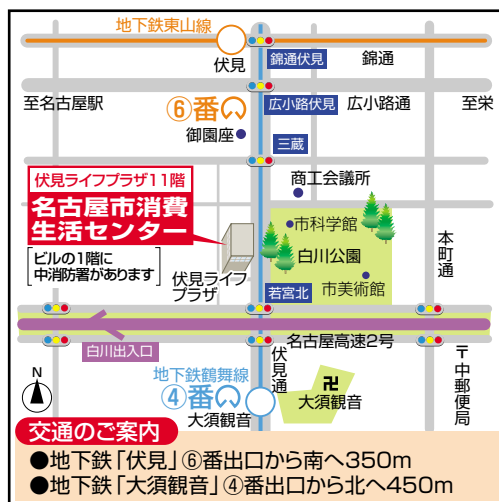 地下鉄東山線
伏見
錦通伏見
錦通
至名古屋駅
⑥番
広小路伏見
広小路通
至栄
御園座
三蔵
伏見ライフプラザ11階
名古屋市消費
生活センター
ビルの1階に
中消防署があります
商工会議所
市科学館
白川公園
市美術館
本町通
伏見ライフ
プラザ
若宮北
名古屋高速2号
白川出入口
伏見通
地下鉄鶴舞線
④番
大須観音
卍
大須観音
〒中郵便局
N
交通のご案内
●地下鉄「伏見」⑥番出口から南へ350m
●地下鉄「大須観音」④番出口から北へ450m